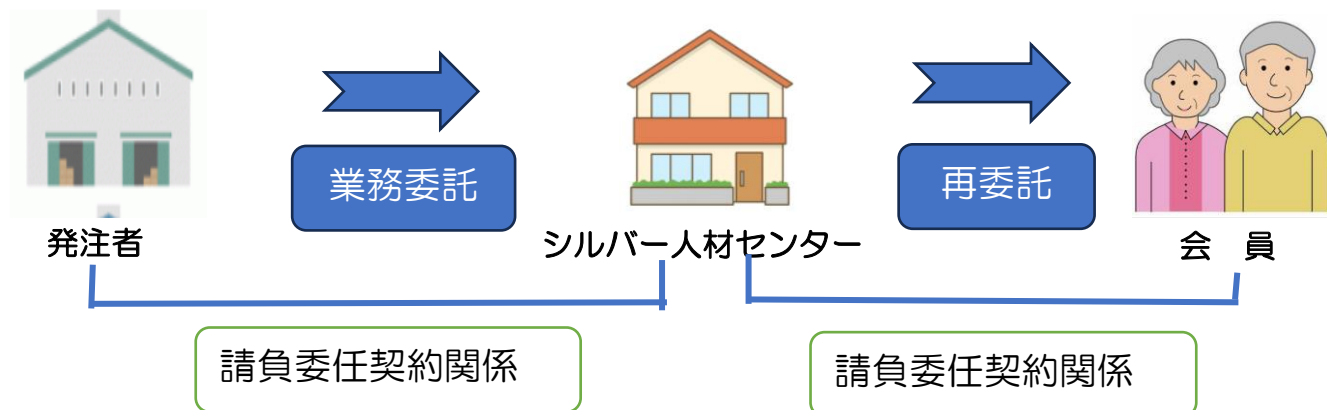 業務委託
再委託
発注者
シルバー人材センター
会　員
請負委任契約関係
請負委任契約関係